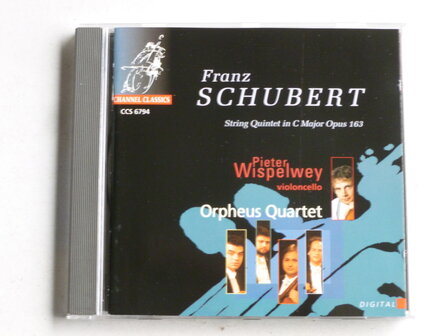 CHANNEL CLASSICS
CCS 6794
Franz
SCHUBERT
String Quintet in C Major Opus 163
Pieter
Wispelwey
violoncello
Orpheus Quartet
DIGITAL